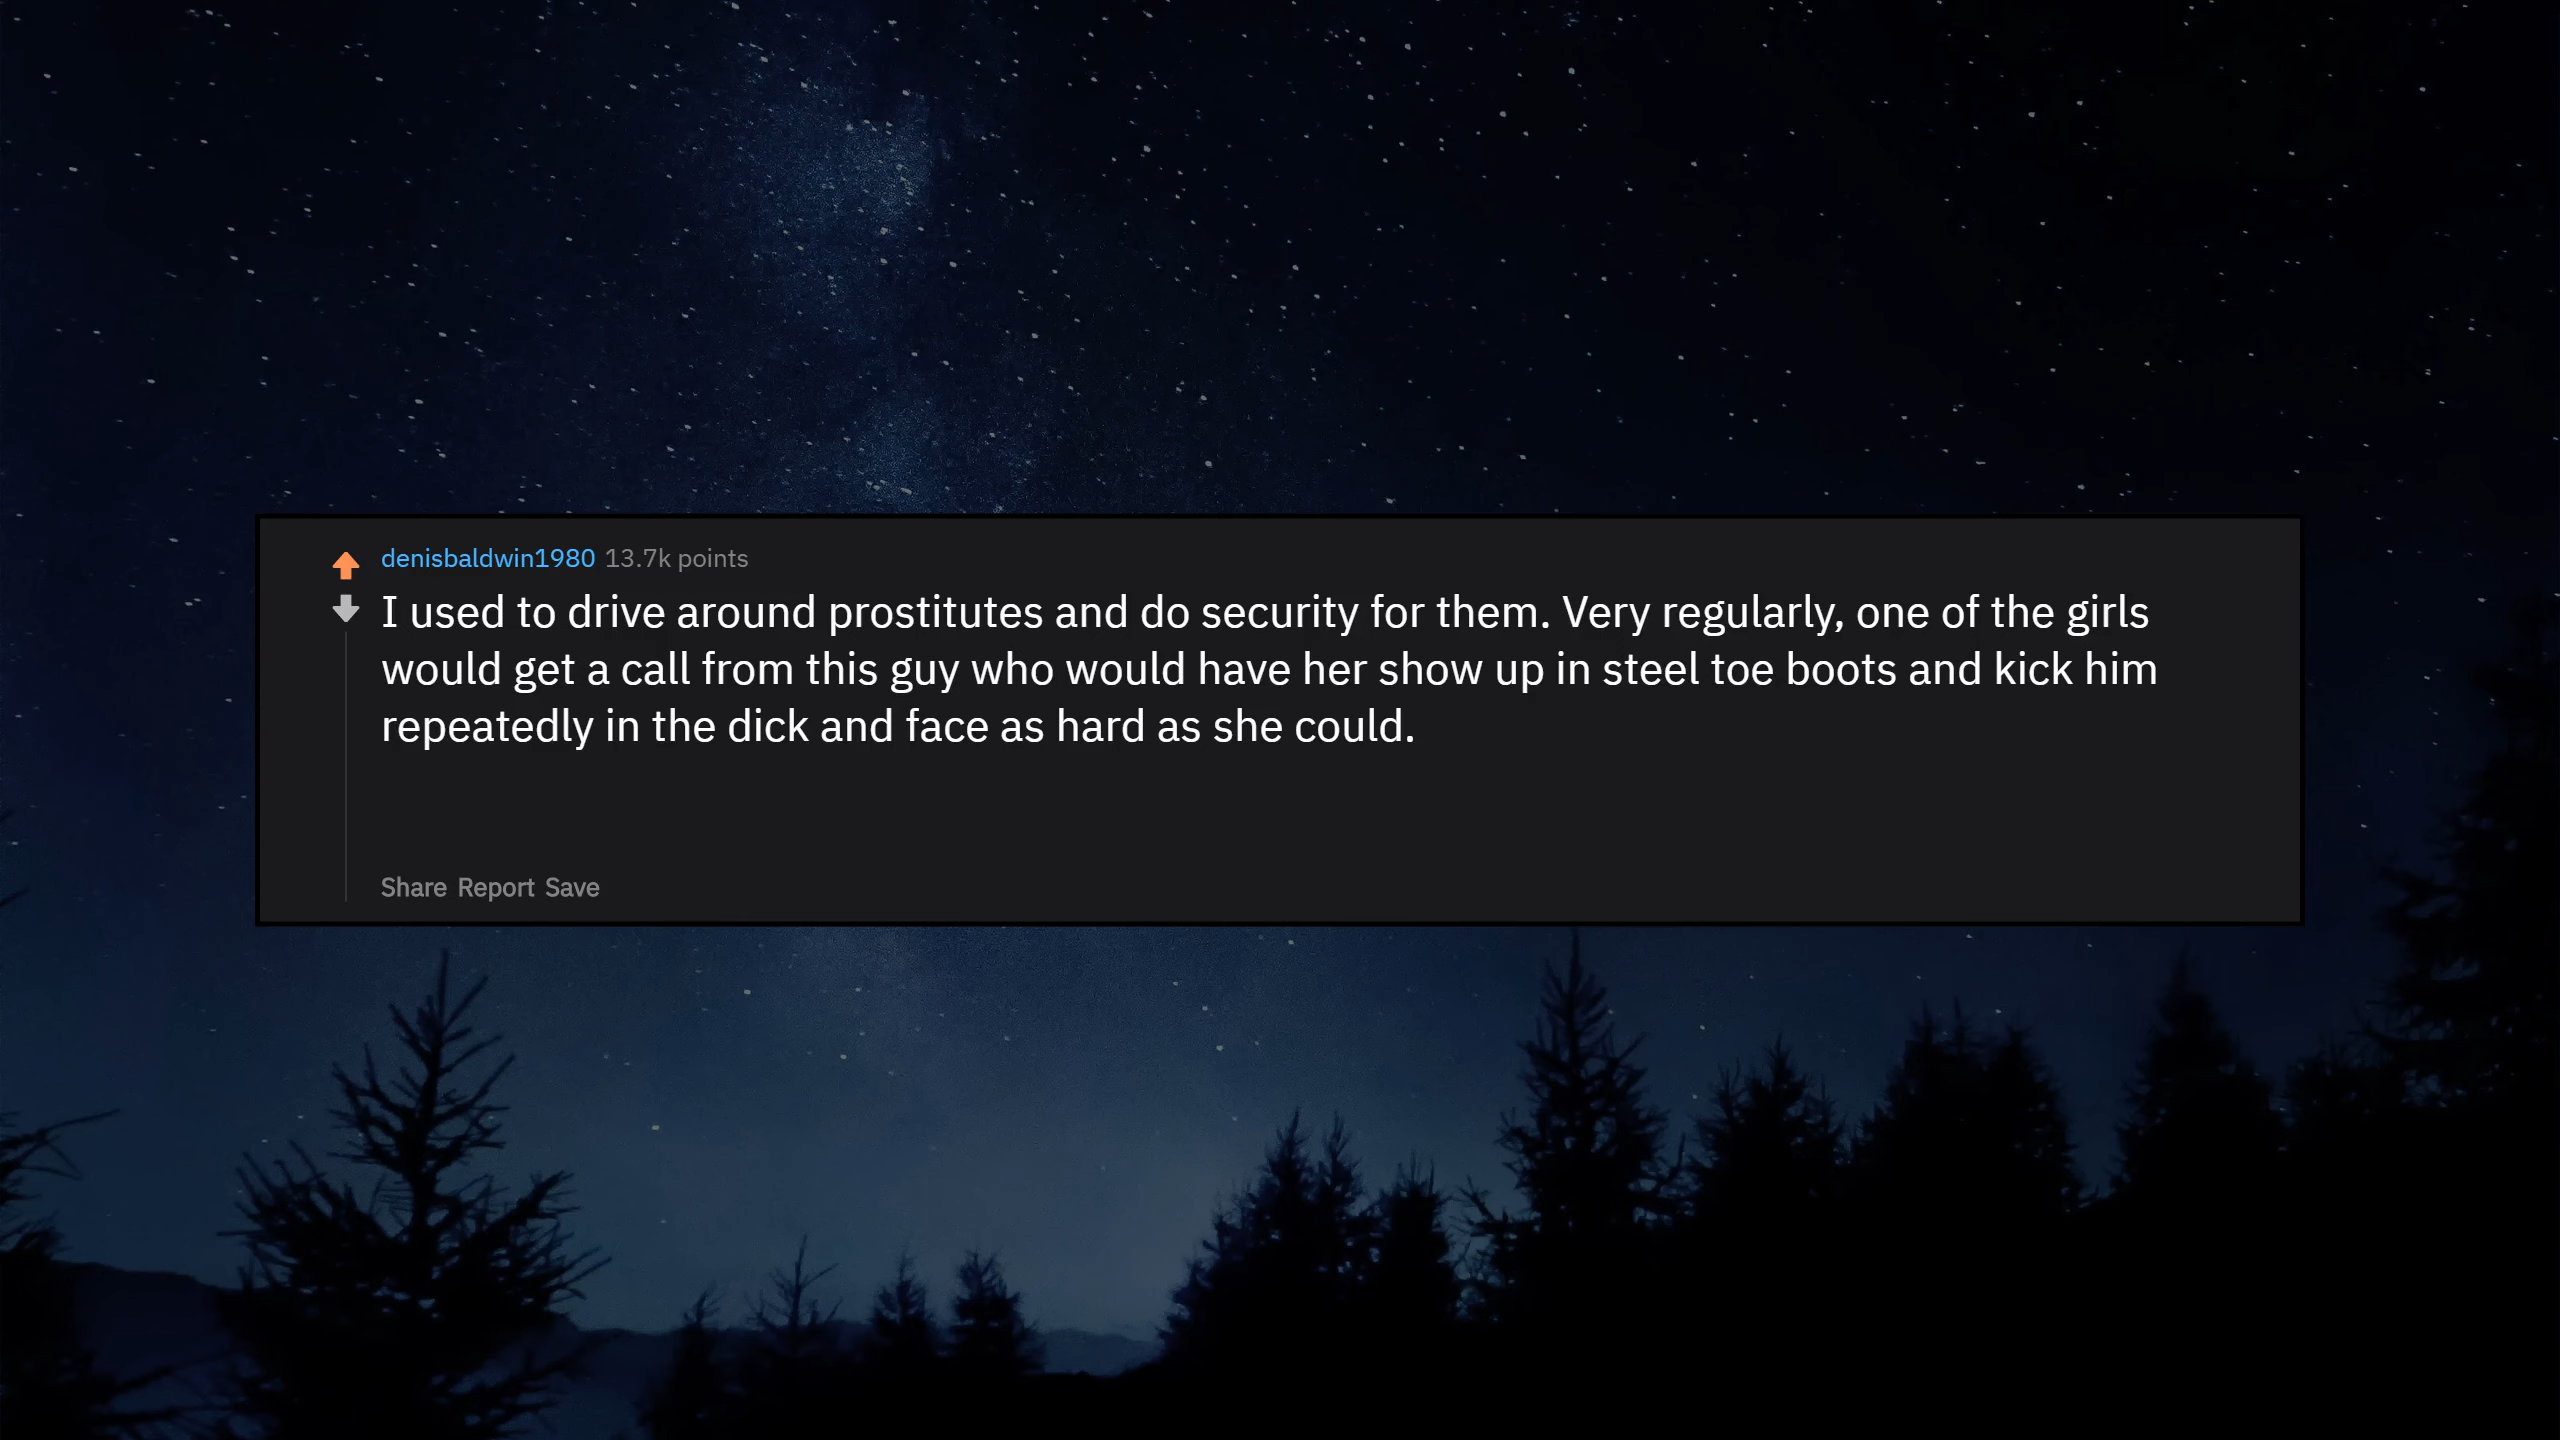 denisbaldwin1980 13.7k points
I used to drive around prostitutes and do security for them. Very regularly, one of the girls
would get a call from this guy who would have her show up in steel toe boots and kick him
repeatedly in the dick and face as hard as she could.
Share Report Save